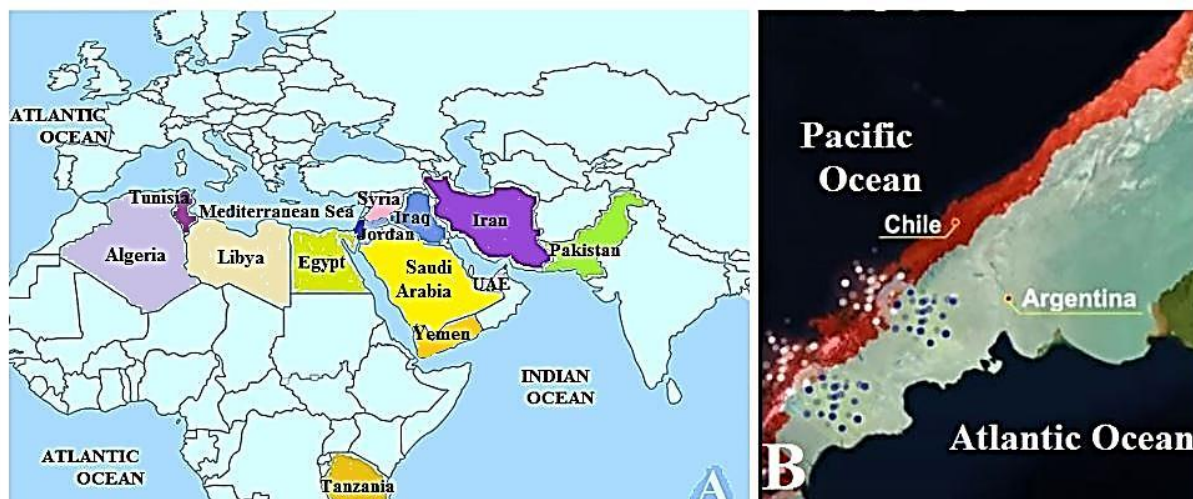 ATLANTIC
OCEAN
Tunisia
Mediterranean Sea
Syria
Iraq
Iran
Jordan
Algeria
Libya
Egypt
Saudi
Arabia
UAE
Pakistan
Yemen
INDIAN
OCEAN
ATLANTIC
OCEAN
Tanzania
A
Pacific
Ocean
Chile
Argentina
Atlantic Ocean
B